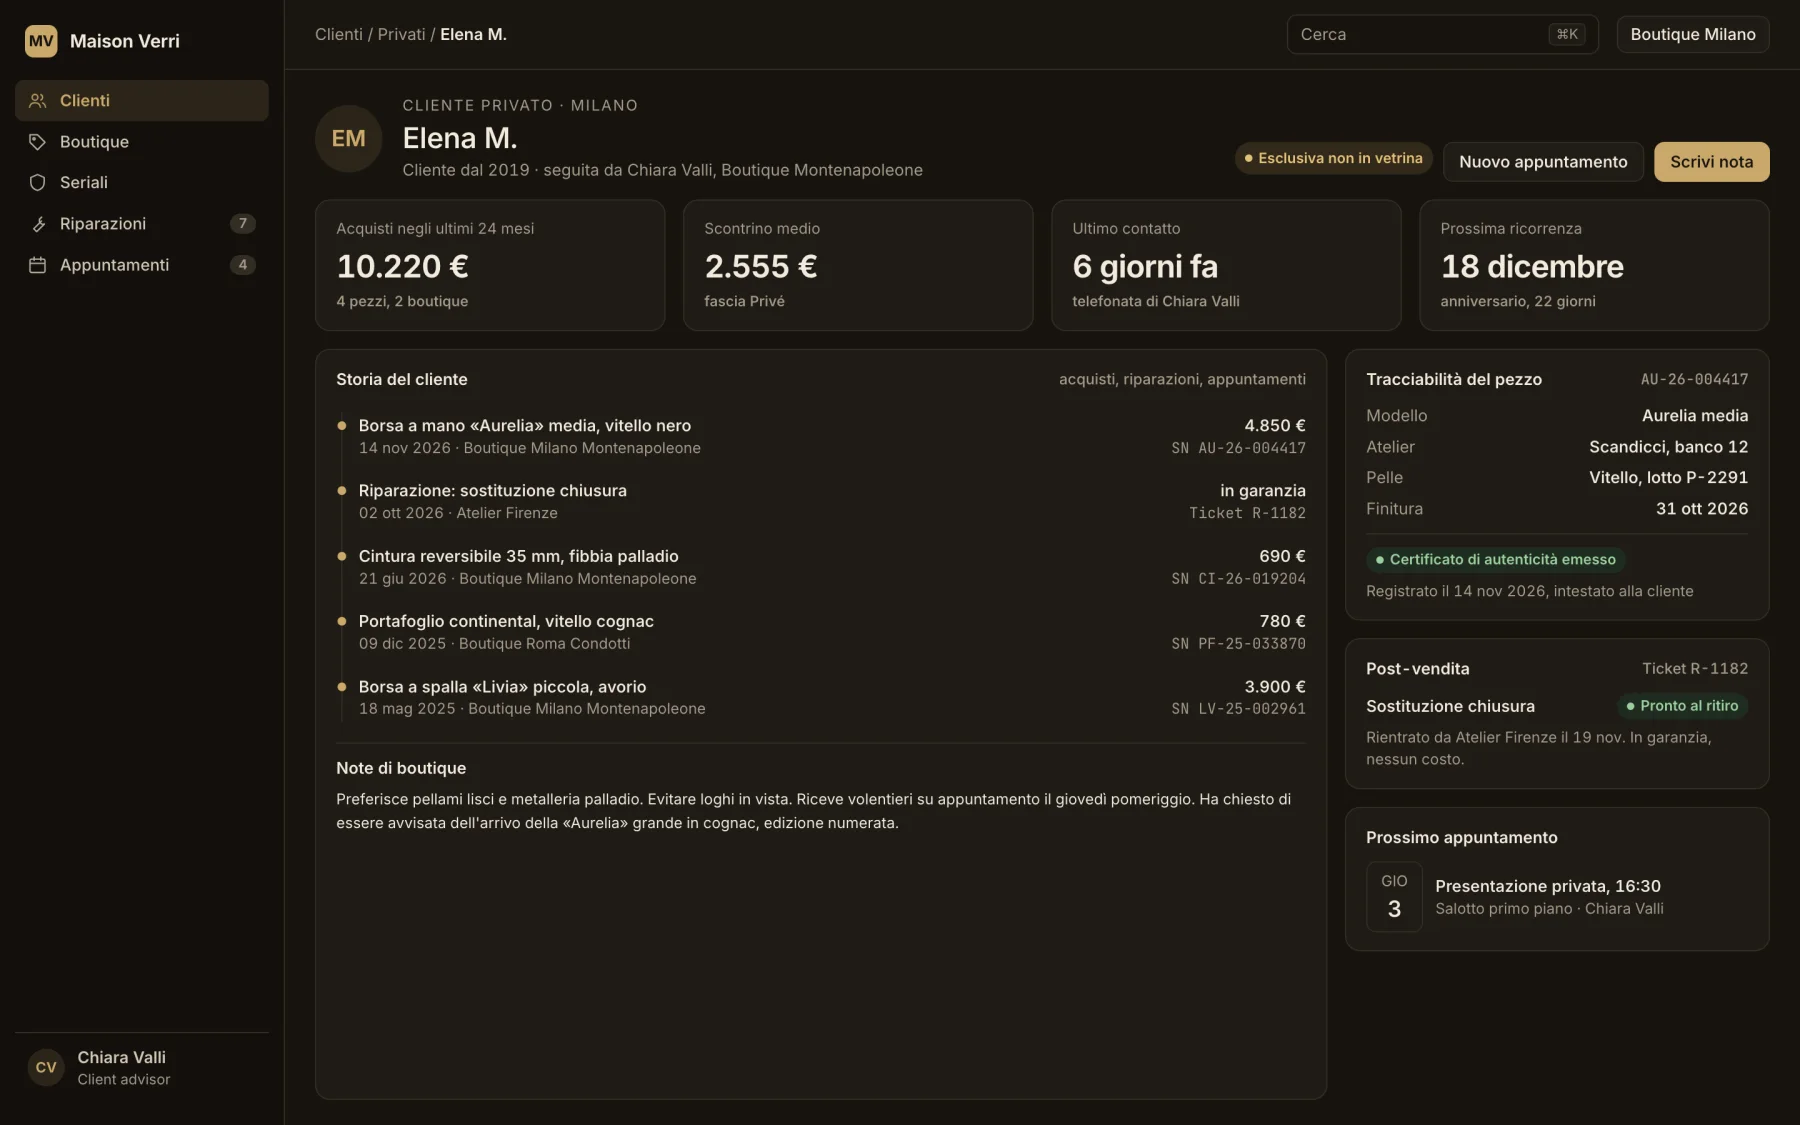 MV Maison Verri
Clienti
Boutique
Seriali
Riparazioni 7
Appuntamenti 4
CV
Chiara Valli
Client advisor
Clienti / Privati / Elena M.
Cerca ⌘K
Boutique Milano
EM
CLIENTE PRIVATO · MILANO
Elena M.
Cliente dal 2019 · seguita da Chiara Valli, Boutique Montenapoleone
Esclusiva non in vetrina
Nuovo appuntamento
Scrivi nota
Acquisti negli ultimi 24 mesi
10.220 €
4 pezzi, 2 boutique
Scontrino medio
2.555 €
fascia Privé
Ultimo contatto
6 giorni fa
telefonata di Chiara Valli
Prossima ricorrenza
18 dicembre
anniversario, 22 giorni
Storia del cliente acquisti, riparazioni, appuntamenti
Borsa a mano «Aurelia» media, vitello nero 4.850 €
14 nov 2026 · Boutique Milano Montenapoleone SN AU-26-004417
Riparazione: sostituzione chiusura in garanzia
02 ott 2026 · Atelier Firenze Ticket R-1182
Cintura reversibile 35 mm, fibbia palladio 690 €
21 giu 2026 · Boutique Milano Montenapoleone SN CI-26-019204
Portafoglio continental, vitello cognac 780 €
09 dic 2025 · Boutique Roma Condotti SN PF-25-033870
Borsa a spalla «Livia» piccola, avorio 3.900 €
18 mag 2025 · Boutique Milano Montenapoleone SN LV-25-002961
Note di boutique
Preferisce pellami lisci e metalleria palladio. Evitare loghi in vista. Riceve volentieri su appuntamento il giovedì pomeriggio. Ha chiesto di
essere avvisata dell'arrivo della «Aurelia» grande in cognac, edizione numerata.
Tracciabilità del pezzo AU-26-004417
Modello Aurelia media
Atelier Scandicci, banco 12
Pelle Vitello, lotto P-2291
Finitura 31 ott 2026
Certificato di autenticità emesso
Registrato il 14 nov 2026, intestato alla cliente
Post-vendita Ticket R-1182
Sostituzione chiusura Pronto al ritiro
Rientrato da Atelier Firenze il 19 nov. In garanzia,
nessun costo.
Prossimo appuntamento
GIO
3
Presentazione privata, 16:30
Salotto primo piano · Chiara Valli